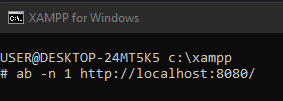 XAMPP for Windows
USER@DESKTOP-24MT5K5 c:\xampp
# ab -n 1 http://localhost:8080/